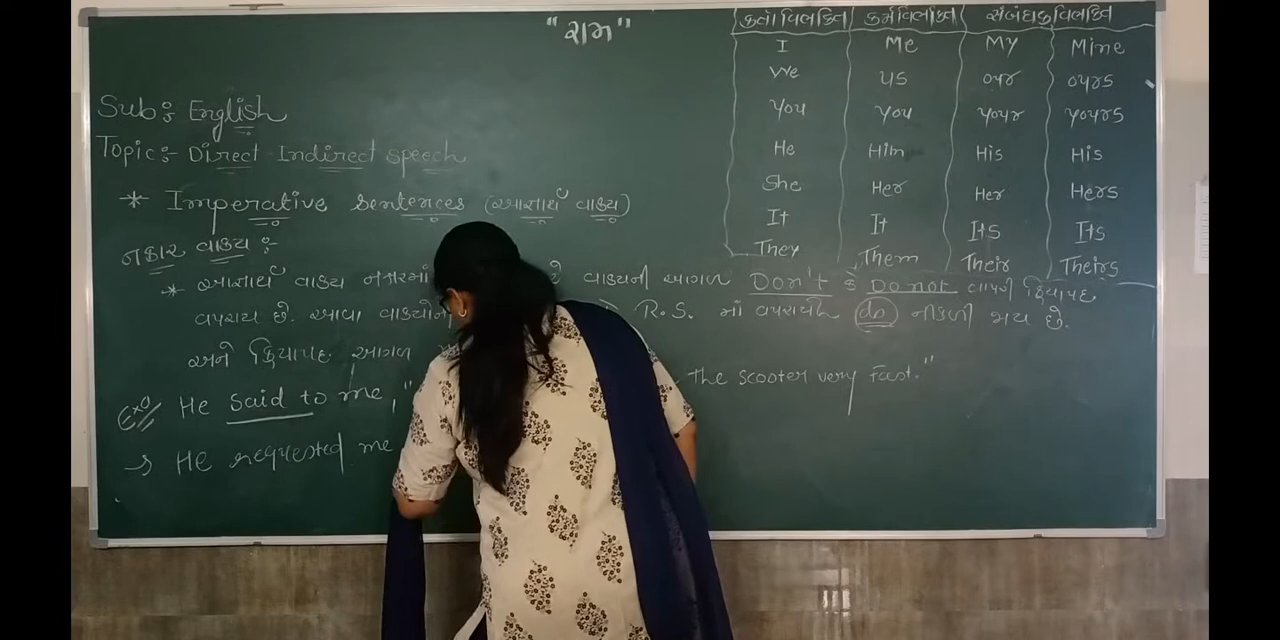 "રામ"
Sub: English
Topic:- Direct-Indirect speech
* Imperative Sentences (આજ્ઞાર્થ વાક્ય)
નકાર વાક્ય :-
* આજ્ઞાર્થ વાક્ય નકારમાં છે વાક્યની આગળ Don't કે Do not વાપરી ક્રિયાપદ
વપરાય છે. આવા વાક્યોની R.S. માં વપરાયેલ do નીકળી જાય છે.
અને ક્રિયાપદ આગળ
Ex① He said to me, " the scooter very fast."
→ He requested me
કર્તા વિભક્તિ કર્મ વિભક્તિ સંબંધક વિભક્તિ
I Me My Mine
We us our ours
You You Your Yours
He Him His His
She Her Her Hers
It It Its Its
They Them Their Theirs